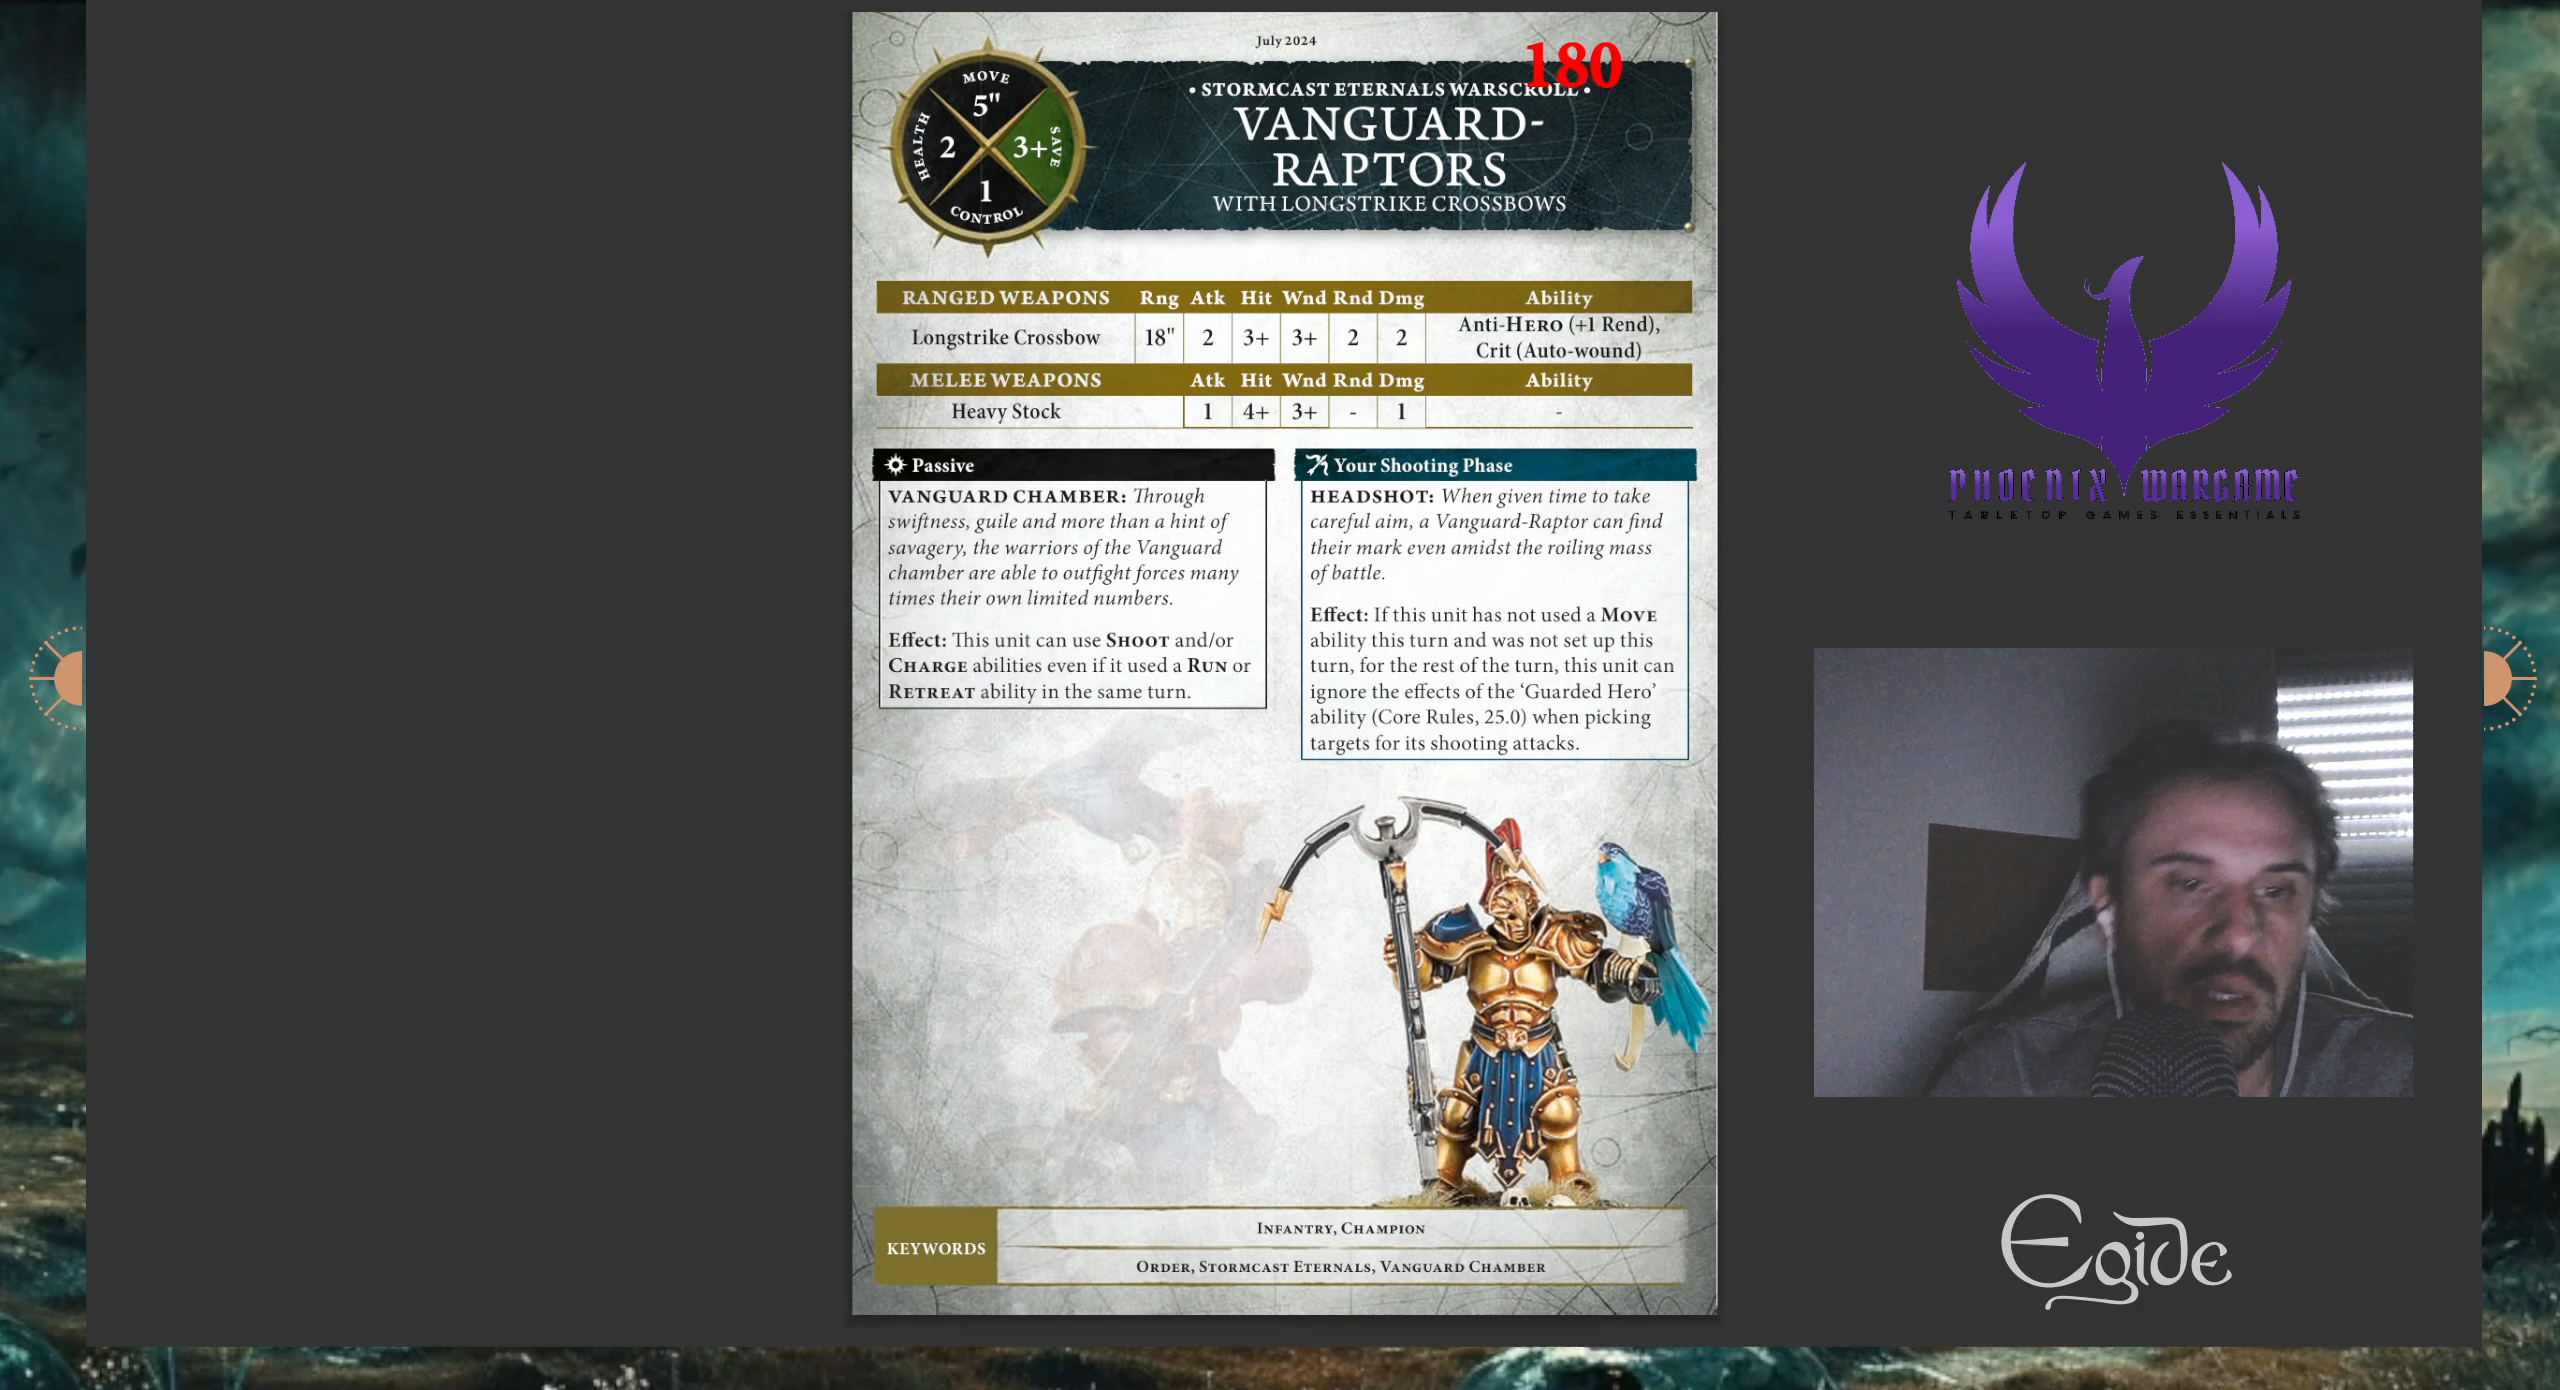 July 2024
180
• STORMCAST ETERNALS WARSCROLL •
VANGUARD-
RAPTORS
WITH LONGSTRIKE CROSSBOWS
MOVE
5"
HEALTH
2
3+
SAVE
1
CONTROL
RANGED WEAPONS Rng Atk Hit Wnd Rnd Dmg Ability
Longstrike Crossbow 18" 2 3+ 3+ 2 2 Anti-HERO (+1 Rend),
Crit (Auto-wound)
MELEE WEAPONS Atk Hit Wnd Rnd Dmg Ability
Heavy Stock 1 4+ 3+ - 1 -
Passive
VANGUARD CHAMBER: Through
swiftness, guile and more than a hint of
savagery, the warriors of the Vanguard
chamber are able to outfight forces many
times their own limited numbers.
Effect: This unit can use SHOOT and/or
CHARGE abilities even if it used a RUN or
RETREAT ability in the same turn.
Your Shooting Phase
HEADSHOT: When given time to take
careful aim, a Vanguard-Raptor can find
their mark even amidst the roiling mass
of battle.
Effect: If this unit has not used a MOVE
ability this turn and was not set up this
turn, for the rest of the turn, this unit can
ignore the effects of the ‘Guarded Hero’
ability (Core Rules, 25.0) when picking
targets for its shooting attacks.
KEYWORDS
INFANTRY, CHAMPION
ORDER, STORMCAST ETERNALS, VANGUARD CHAMBER
PHOENIX WARGAME
TABLETOP GAMES ESSENTIALS
Egide